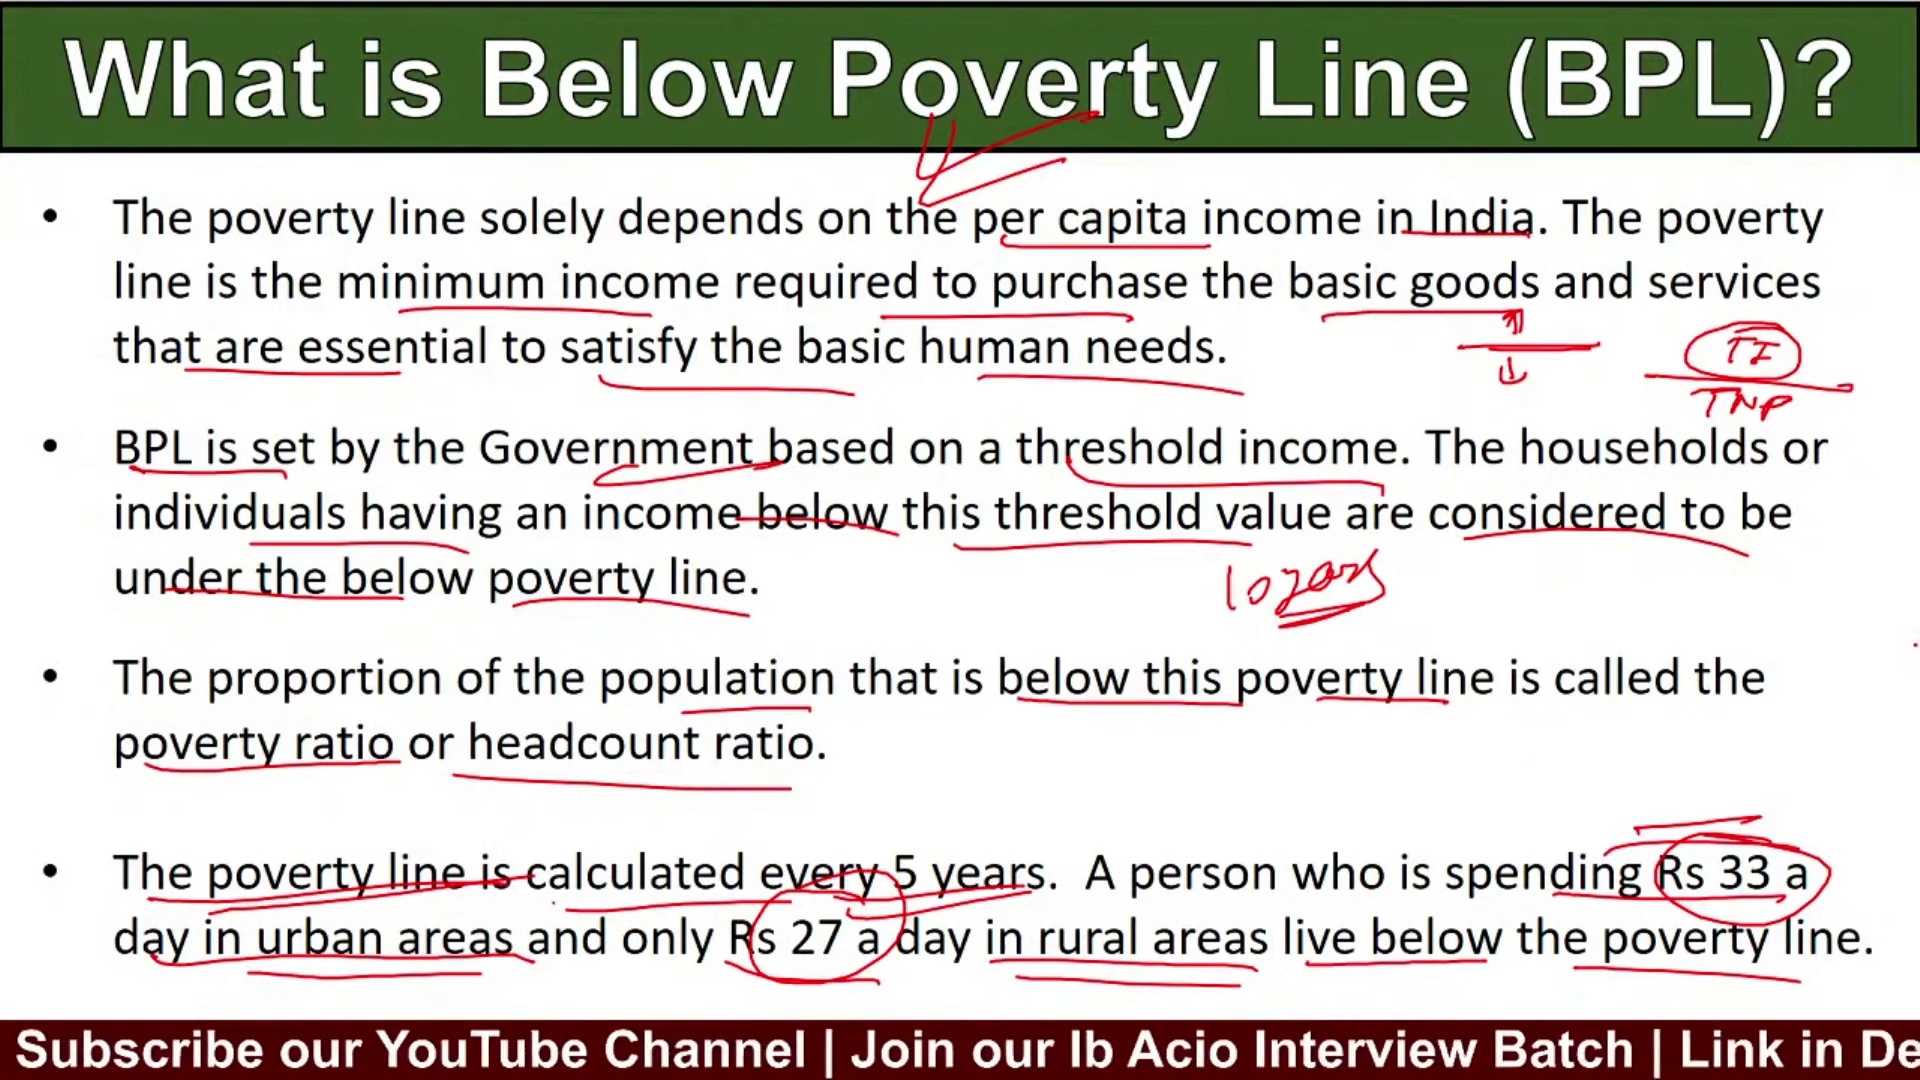 What is Below Poverty Line (BPL)?
• The poverty line solely depends on the per capita income in India. The poverty
line is the minimum income required to purchase the basic goods and services
that are essential to satisfy the basic human needs.
TI
TNP
• BPL is set by the Government based on a threshold income. The households or
individuals having an income below this threshold value are considered to be
under the below poverty line.
• The proportion of the population that is below this poverty line is called the
poverty ratio or headcount ratio.
• The poverty line is calculated every 5 years. A person who is spending Rs 33 a
day in urban areas and only Rs 27 a day in rural areas live below the poverty line.
Subscribe our YouTube Channel | Join our Ib Acio Interview Batch | Link in De